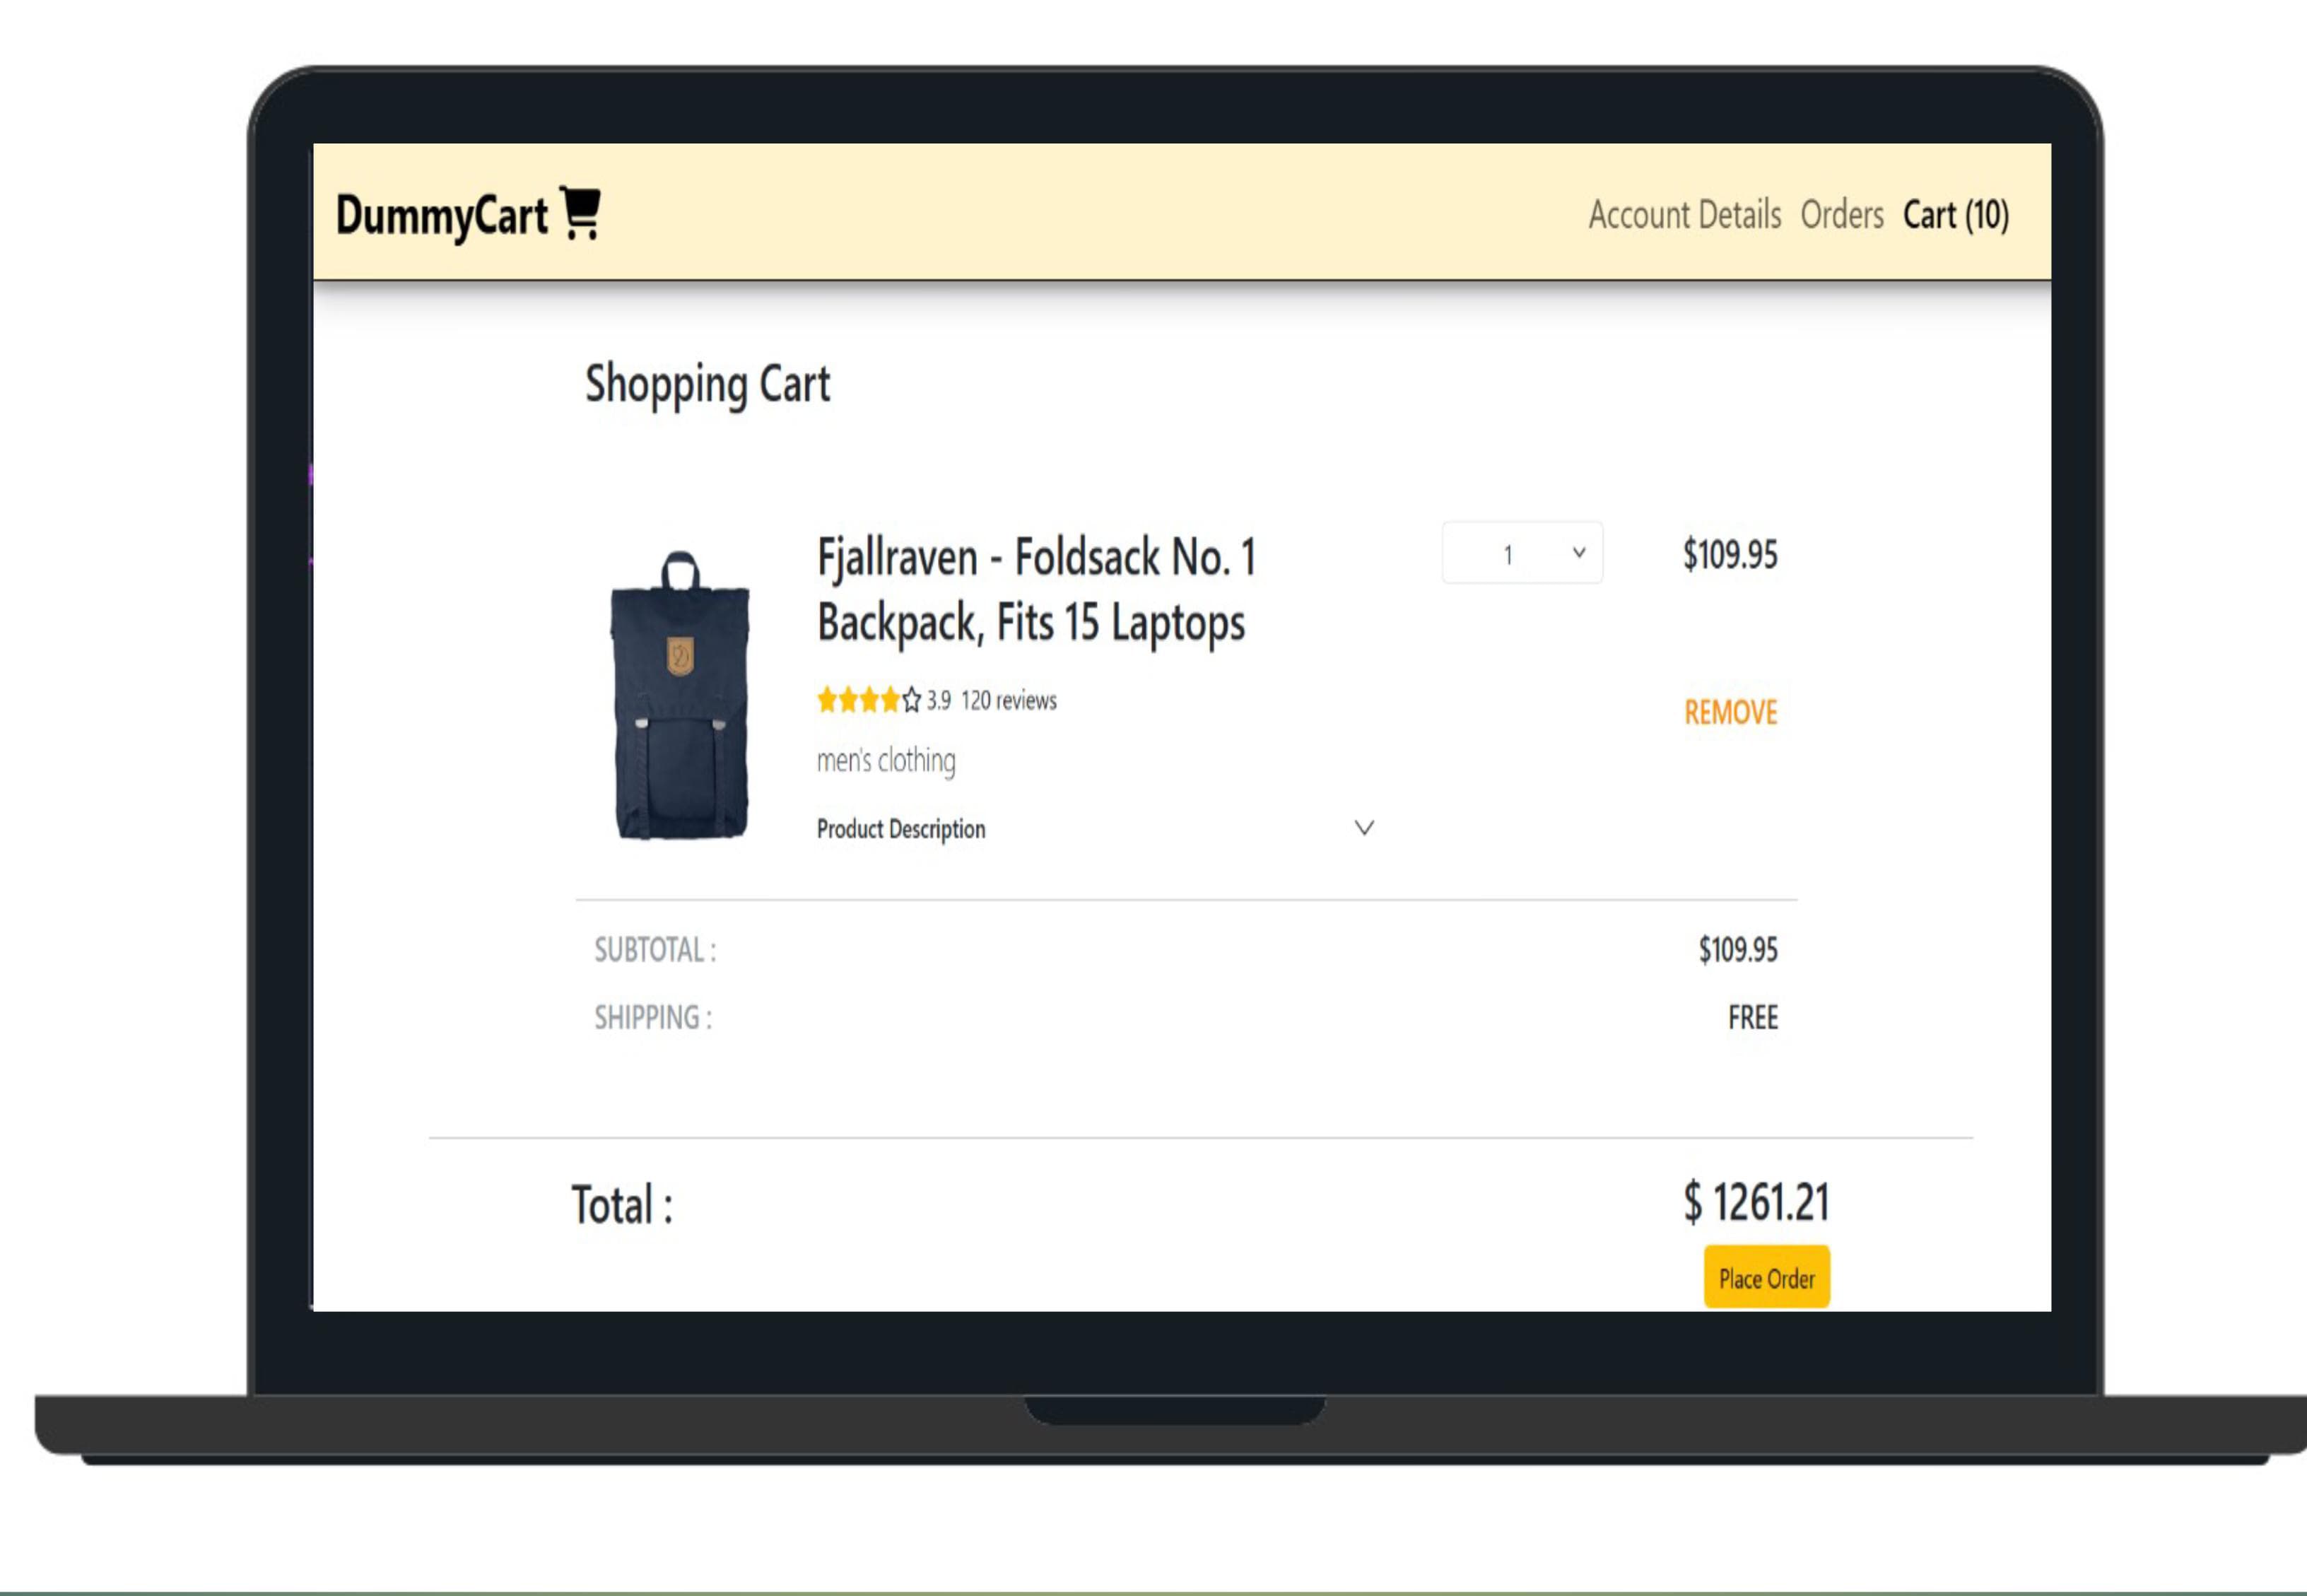 DummyCart
Account Details Orders Cart (10)
Shopping Cart
Fjallraven - Foldsack No. 1
Backpack, Fits 15 Laptops
1
$109.95
3.9 120 reviews
REMOVE
men's clothing
Product Description
SUBTOTAL : $109.95
SHIPPING : FREE
Total : $ 1261.21
Place Order